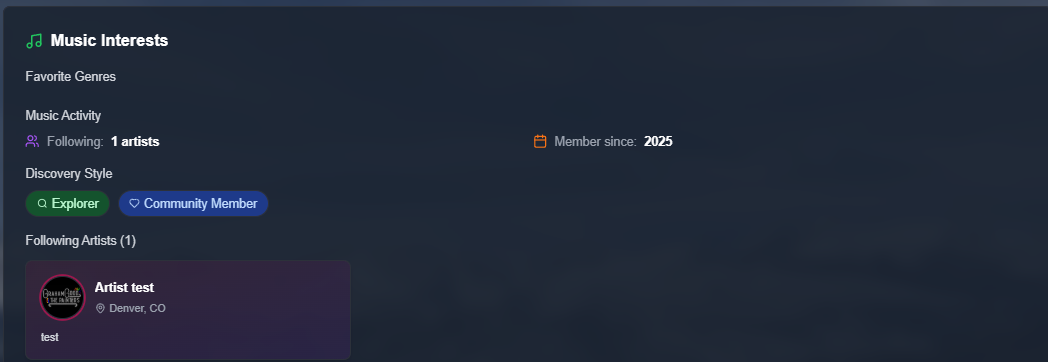 Music Interests
Favorite Genres
Music Activity
Following: 1 artists
Member since: 2025
Discovery Style
Explorer
Community Member
Following Artists (1)
Artist test
Denver, CO
test